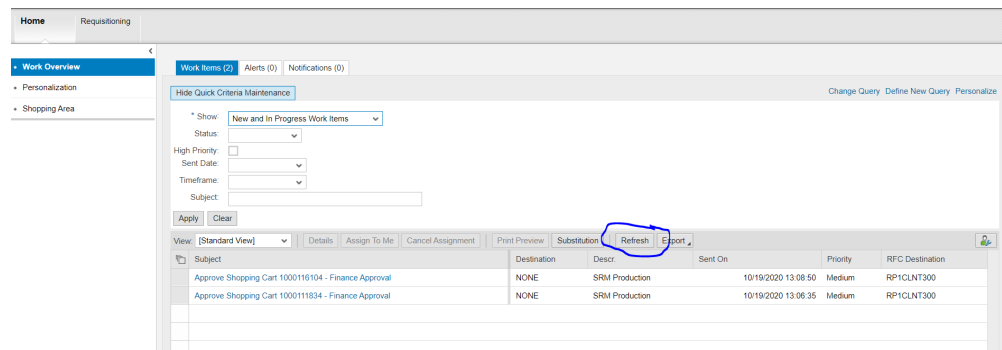 Home Requisitioning
Work Overview
Personalization
Shopping Area
Work Items (2) Alerts (0) Notifications (0)
Hide Quick Criteria Maintenance Change Query Define New Query Personalize
* Show: New and In Progress Work Items
Status:
High Priority:
Sent Date:
Timeframe:
Subject:
Apply Clear
View: [Standard View] Details Assign To Me Cancel Assignment Print Preview Substitution Refresh Export
Subject Destination Descr. Sent On Priority RFC Destination
Approve Shopping Cart 1000116104 - Finance Approval NONE SRM Production 10/19/2020 13:08:50 Medium RP1CLNT300
Approve Shopping Cart 1000111834 - Finance Approval NONE SRM Production 10/19/2020 13:06:35 Medium RP1CLNT300